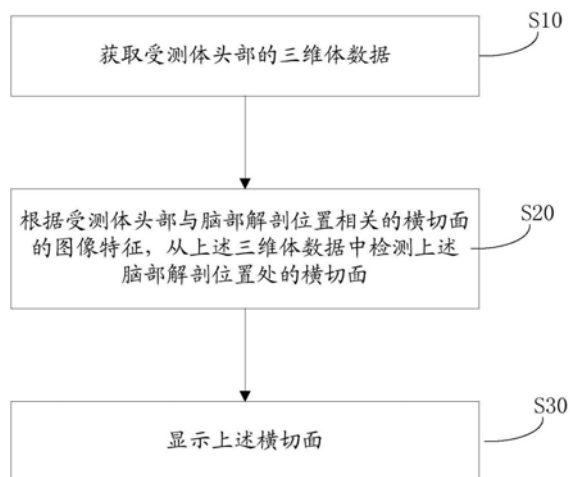 S10
获取受测体头部的三维体数据
S20
根据受测体头部与脑部解剖位置相关的横切面
的图像特征，从上述三维体数据中检测上述
脑部解剖位置处的横切面
S30
显示上述横切面